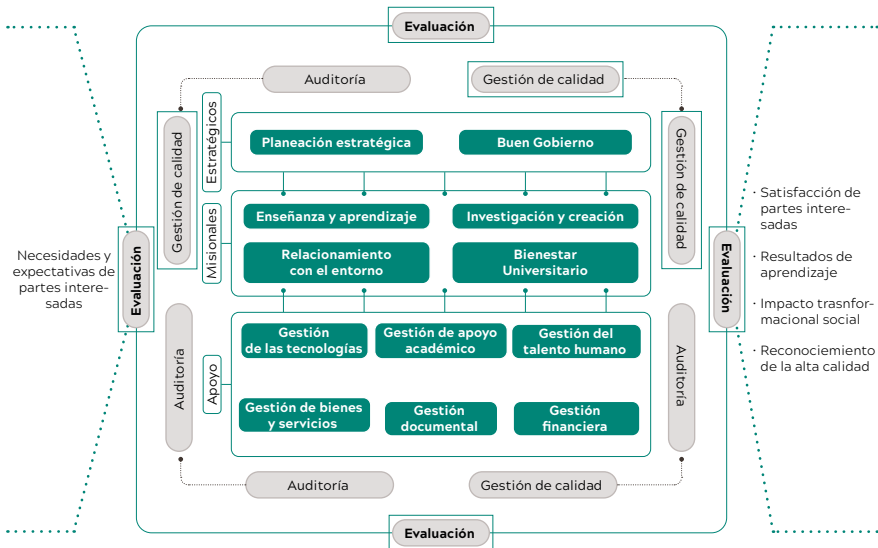 Evaluación
Auditoría
Gestión de calidad
Estratégicos
Planeación estratégica
Buen Gobierno
Gestión de calidad
Gestión de calidad
Misionales
Enseñanza y aprendizaje
Investigación y creación
Relacionamiento
con el entorno
Bienestar
Universitario
Necesidades y
expectativas de
partes intere-
sadas
Evaluación
Evaluación
· Satisfacción de
partes intere-
sadas
· Resultados de
aprendizaje
· Impacto trasnfor-
macional social
· Reconociemiento
de la alta calidad
Auditoría
Apoyo
Gestión
de las tecnologías
Gestión de apoyo
académico
Gestión del
talento humano
Gestión de bienes
y servicios
Gestión
documental
Gestión
financiera
Auditoría
Auditoría
Gestión de calidad
Evaluación